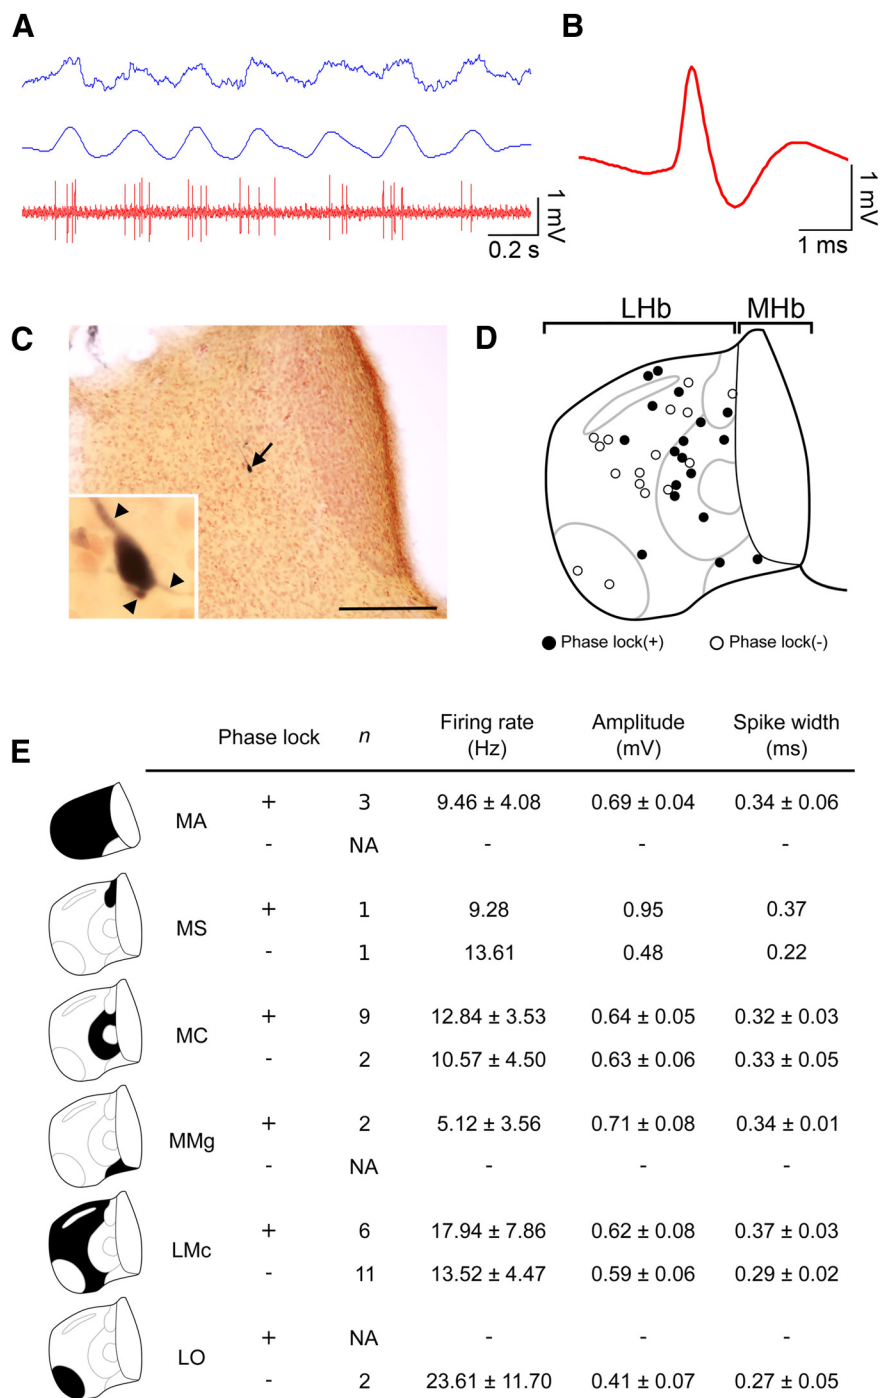 A
1 mV
0.2 s
B
1 mV
1 ms
C
D
LHb MHb
Phase lock(+) Phase lock(-)
E
Phase lock n Firing rate (Hz) Amplitude (mV) Spike width (ms)
MA
+ 3 9.46 ± 4.08 0.69 ± 0.04 0.34 ± 0.06
- NA - - -
MS
+ 1 9.28 0.95 0.37
- 1 13.61 0.48 0.22
MC
+ 9 12.84 ± 3.53 0.64 ± 0.05 0.32 ± 0.03
- 2 10.57 ± 4.50 0.63 ± 0.06 0.33 ± 0.05
MMg
+ 2 5.12 ± 3.56 0.71 ± 0.08 0.34 ± 0.01
- NA - - -
LMc
+ 6 17.94 ± 7.86 0.62 ± 0.08 0.37 ± 0.03
- 11 13.52 ± 4.47 0.59 ± 0.06 0.29 ± 0.02
LO
+ NA - - -
- 2 23.61 ± 11.70 0.41 ± 0.07 0.27 ± 0.05